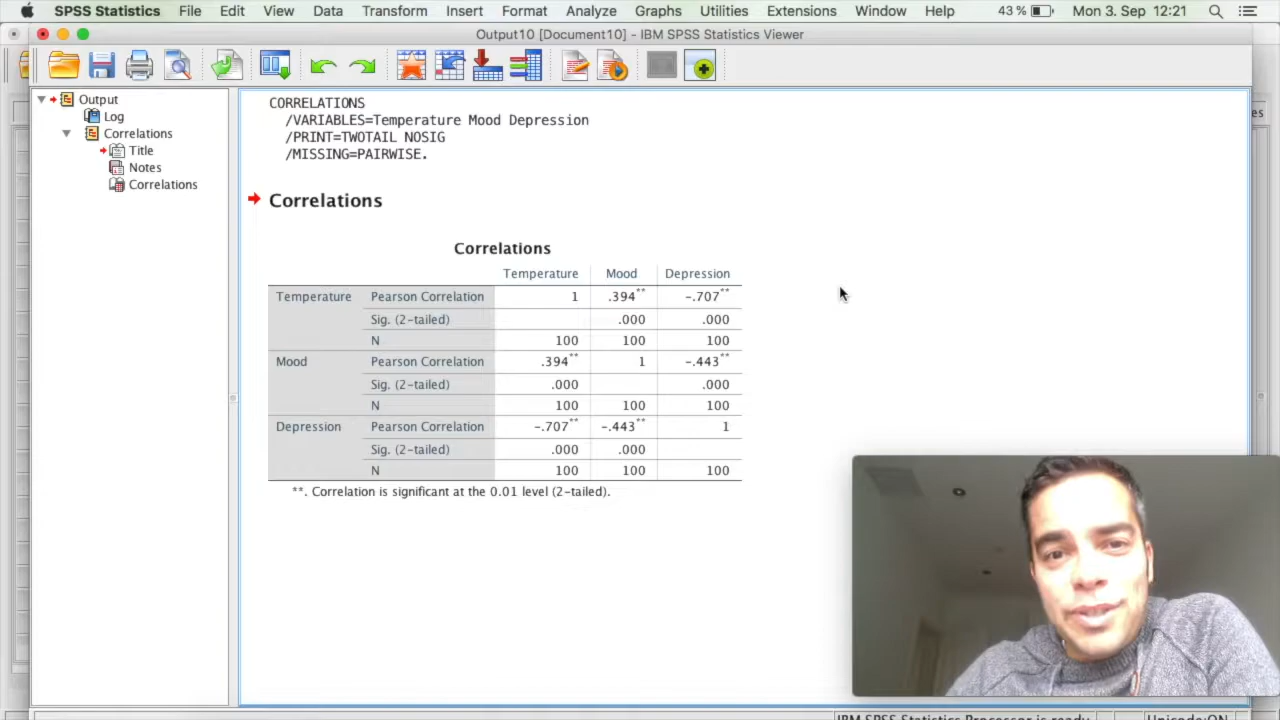 SPSS Statistics File Edit View Data Transform Insert Format Analyze Graphs Utilities Extensions Window Help 43 % Mon 3. Sep 12:21
Output10 [Document10] - IBM SPSS Statistics Viewer
Output
Log
Correlations
Title
Notes
Correlations
CORRELATIONS
/VARIABLES=Temperature Mood Depression
/PRINT=TWOTAIL NOSIG
/MISSING=PAIRWISE.
Correlations
Correlations
Temperature Mood Depression
Temperature Pearson Correlation 1 .394** -.707**
Sig. (2-tailed) .000 .000
N 100 100 100
Mood Pearson Correlation .394** 1 -.443**
Sig. (2-tailed) .000 .000
N 100 100 100
Depression Pearson Correlation -.707** -.443** 1
Sig. (2-tailed) .000 .000
N 100 100 100
**. Correlation is significant at the 0.01 level (2-tailed).
IBM SPSS Statistics Processor is ready Unicode:ON